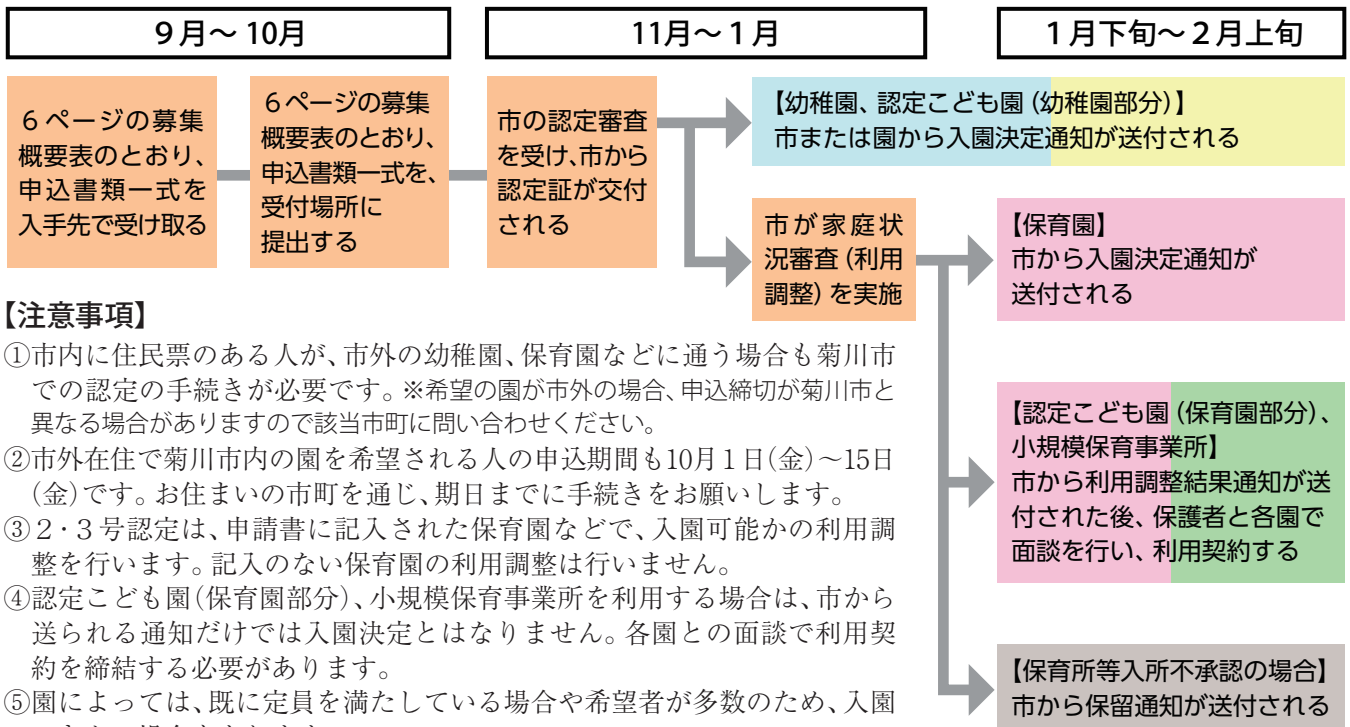 9月〜10月
11月〜1月
1月下旬〜2月上旬
6ページの募集
概要表のとおり、
申込書類一式を
入手先で受け取る
6ページの募集
概要表のとおり、
申込書類一式を、
受付場所に
提出する
市の認定審査
を受け、市から
認定証が交付
される
【幼稚園、認定こども園(幼稚園部分)】
市または園から入園決定通知が送付される
市が家庭状
況審査(利用
調整)を実施
【保育園】
市から入園決定通知が
送付される
【認定こども園(保育園部分)、
小規模保育事業所】
市から利用調整結果通知が送
付された後、保護者と各園で
面談を行い、利用契約する
【保育所等入所不承認の場合】
市から保留通知が送付される
【注意事項】
①市内に住民票のある人が、市外の幼稚園、保育園などに通う場合も菊川市
での認定の手続きが必要です。※希望の園が市外の場合、申込締切が菊川市と
異なる場合がありますので該当市町に問い合わせください。
②市外在住で菊川市内の園を希望される人の申込期間も10月1日(金)〜15日
(金)です。お住まいの市町を通じ、期日までに手続きをお願いします。
③2・3号認定は、申請書に記入された保育園などで、入園可能かの利用調
整を行います。記入のない保育園の利用調整は行いません。
④認定こども園(保育園部分)、小規模保育事業所を利用する場合は、市から
送られる通知だけでは入園決定とはなりません。各園との面談で利用契
約を締結する必要があります。
⑤園によっては、既に定員を満たしている場合や希望者が多数のため、入園